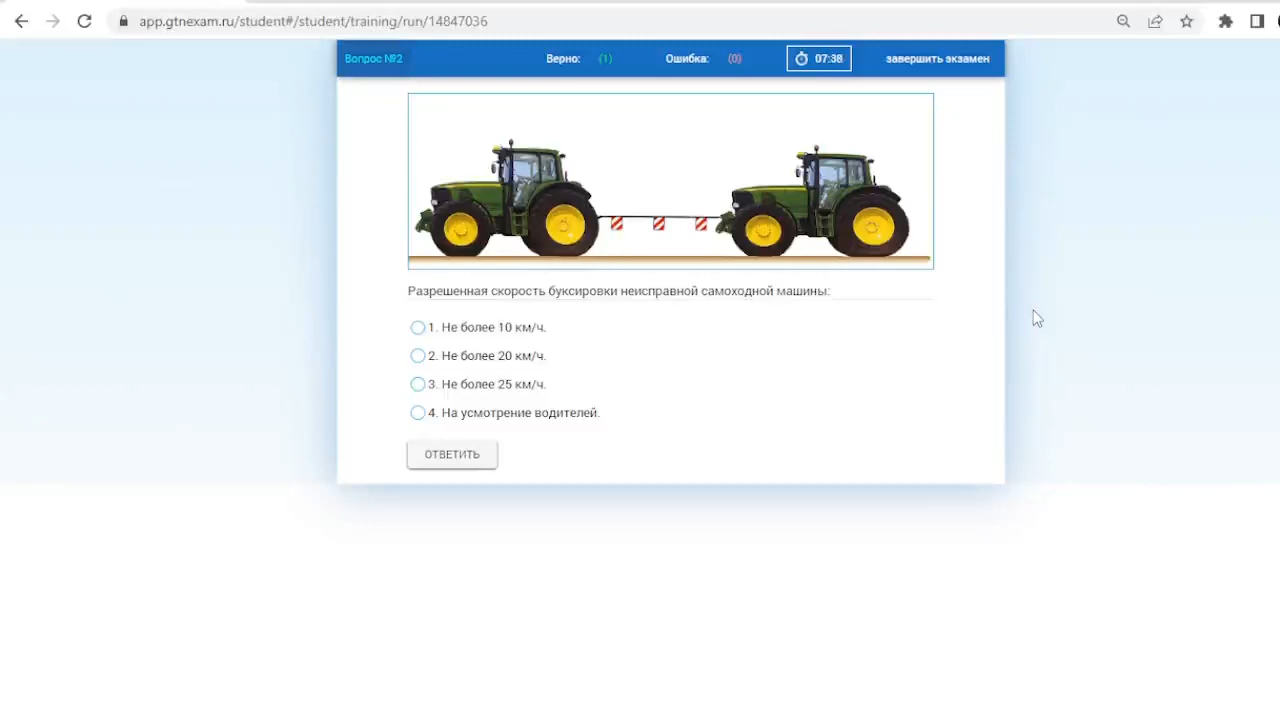 app.gtnexam.ru/student#/student/training/run/14847036
Вопрос №2 Верно: (1) Ошибка: (0) 07:38 завершить экзамен
Разрешенная скорость буксировки неисправной самоходной машины:
1. Не более 10 км/ч.
2. Не более 20 км/ч.
3. Не более 25 км/ч.
4. На усмотрение водителей.
ОТВЕТИТЬ